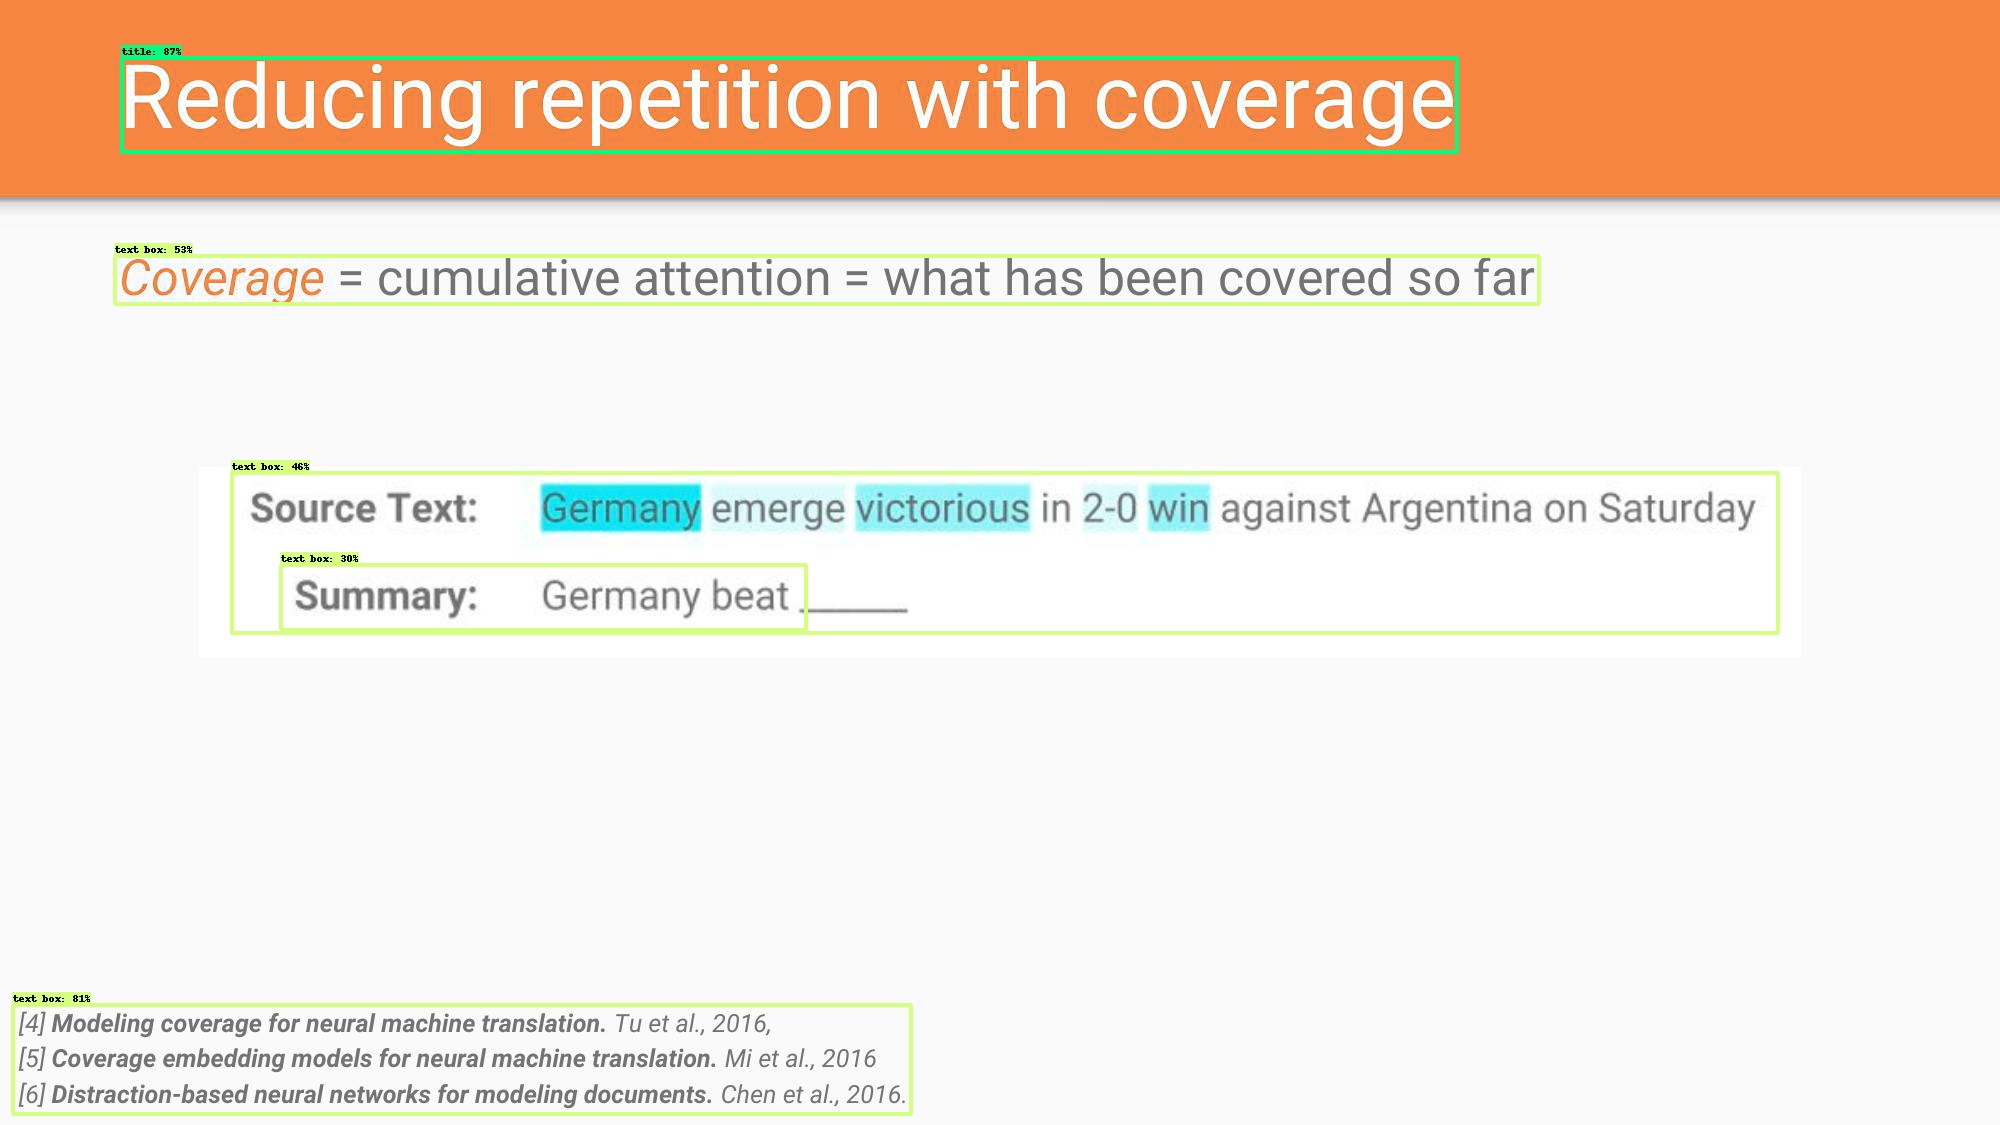 title: 87%
Reducing repetition with coverage
text box: 53%
Coverage = cumulative attention = what has been covered so far
text box: 46%
Source Text: Germany emerge victorious in 2-0 win against Argentina on Saturday
text box: 30%
Summary: Germany beat ______
text box: 81%
[4] Modeling coverage for neural machine translation. Tu et al., 2016,
[5] Coverage embedding models for neural machine translation. Mi et al., 2016
[6] Distraction-based neural networks for modeling documents. Chen et al., 2016.